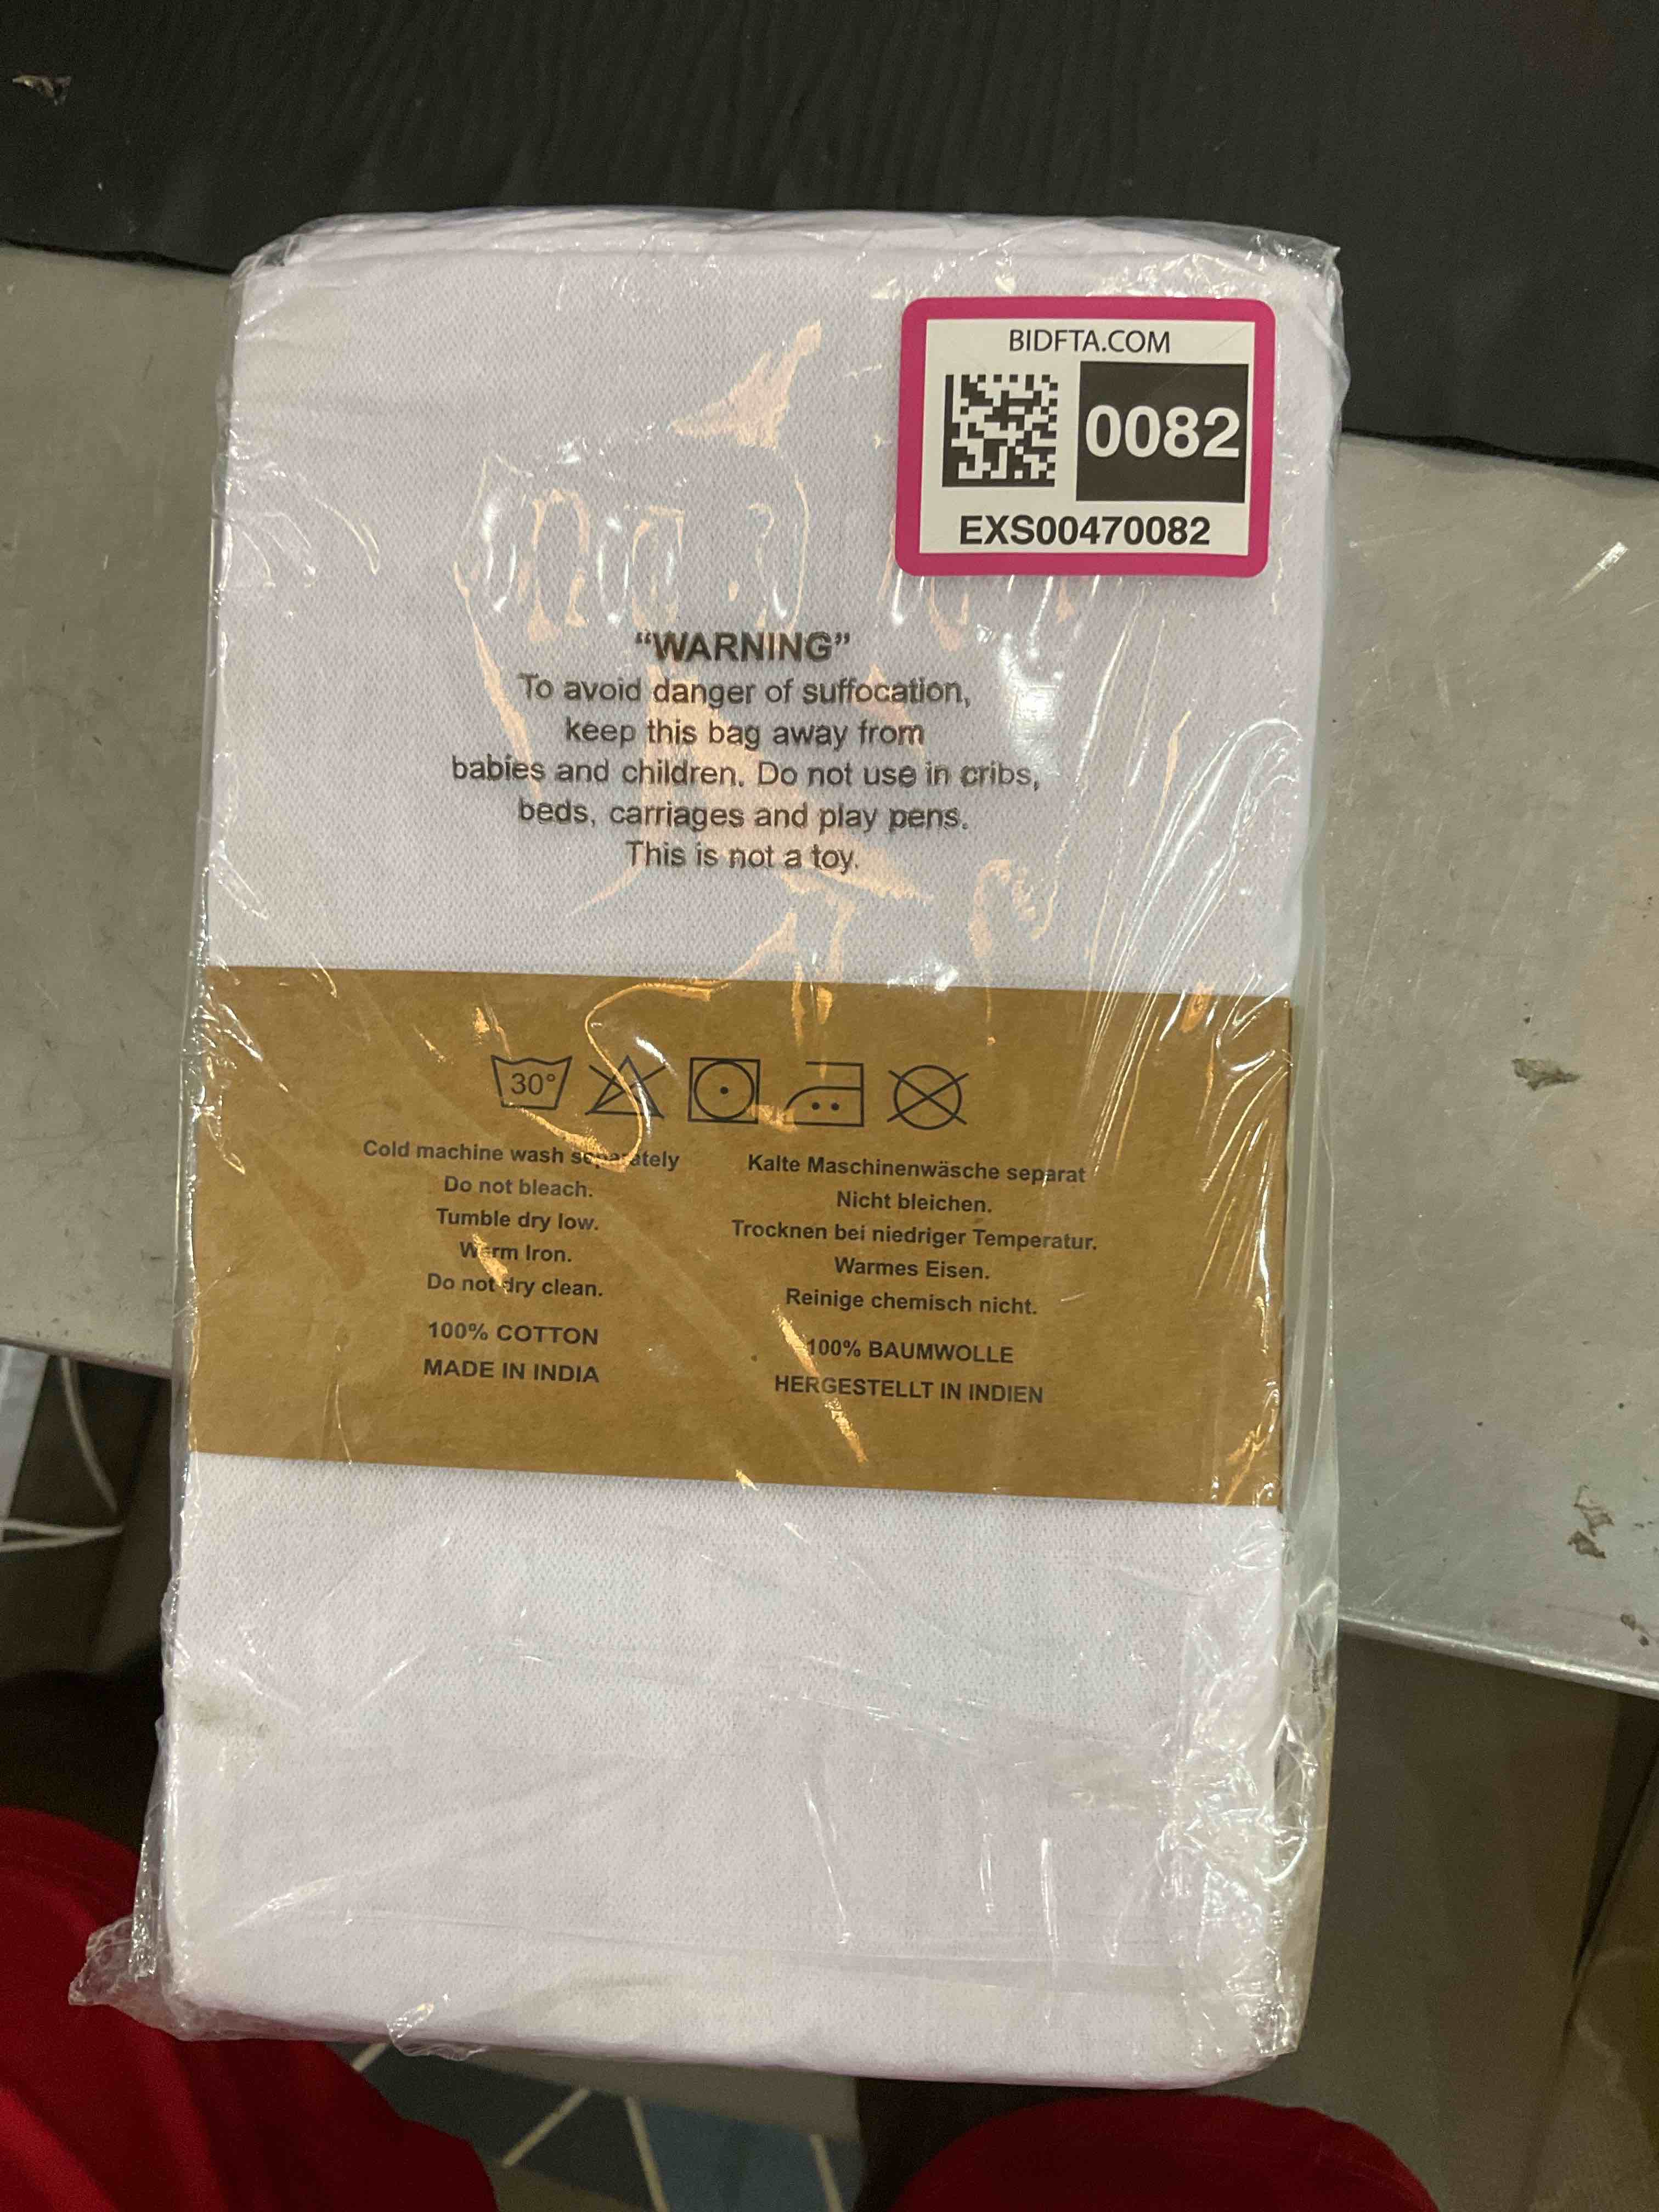 BIDFTA.COM
0082
EXS00470082
“WARNING”
To avoid danger of suffocation,
keep this bag away from
babies and children. Do not use in cribs,
beds, carriages and play pens.
This is not a toy.
30°
Cold machine wash separately
Do not bleach.
Tumble dry low.
Warm Iron.
Do not dry clean.
100% COTTON
MADE IN INDIA
Kalte Maschinenwäsche separat
Nicht bleichen.
Trocknen bei niedriger Temperatur.
Warmes Eisen.
Reinige chemisch nicht.
100% BAUMWOLLE
HERGESTELLT IN INDIEN